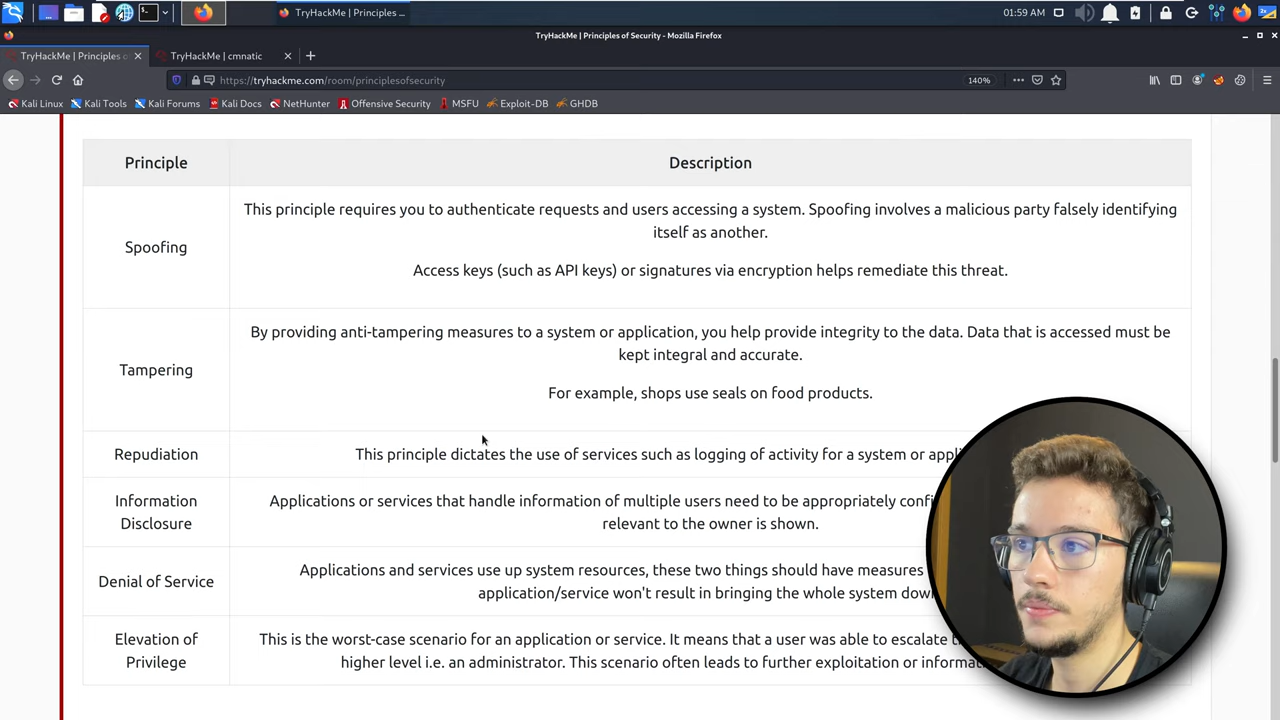 TryHackMe | Principles ...
01:59 AM
TryHackMe | Principles of Security - Mozilla Firefox
TryHackMe | Principles of
TryHackMe | cmnatic
https://tryhackme.com/room/principlesofsecurity
140%
Kali Linux
Kali Tools
Kali Forums
Kali Docs
NetHunter
Offensive Security
MSFU
Exploit-DB
GHDB
Principle
Description
Spoofing
This principle requires you to authenticate requests and users accessing a system. Spoofing involves a malicious party falsely identifying
itself as another.
Access keys (such as API keys) or signatures via encryption helps remediate this threat.
Tampering
By providing anti-tampering measures to a system or application, you help provide integrity to the data. Data that is accessed must be
kept integral and accurate.
For example, shops use seals on food products.
Repudiation
This principle dictates the use of services such as logging of activity for a system or
Information
Disclosure
Applications or services that handle information of multiple users need to be appropriately
relevant to the owner is shown.
Denial of Service
Applications and services use up system resources, these two things should have measures
application/service won't result in bringing the whole system down
Elevation of
Privilege
This is the worst-case scenario for an application or service. It means that a user was able to escalate
higher level i.e. an administrator. This scenario often leads to further exploitation or